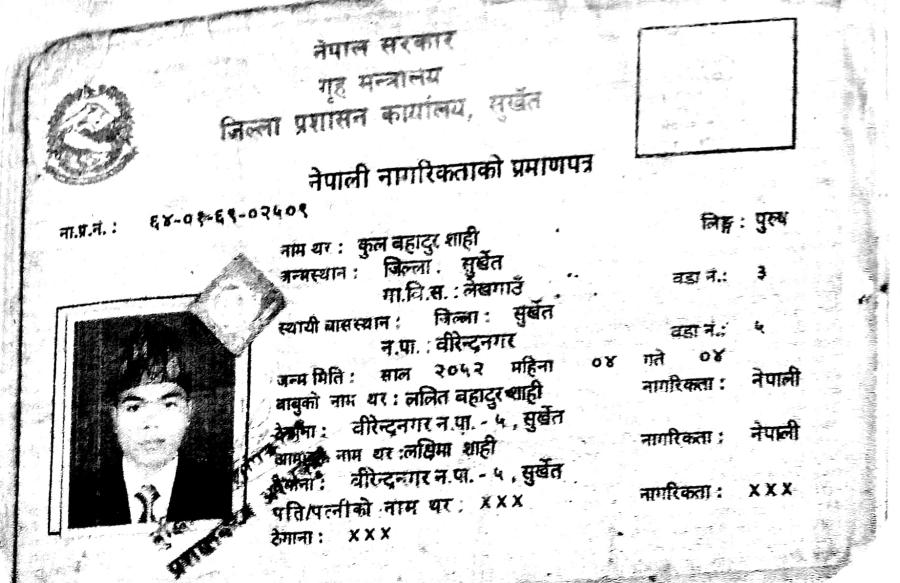 नेपाल सरकार
गृह मन्त्रालय
जिल्ला प्रशासन कार्यालय, सुर्खेत
नेपाली नागरिकताको प्रमाणपत्र
ना.प्र.नं. : ६४-०१-६९-०२५०९
नाम थर : कुल बहादुर शाही लिङ्ग : पुरुष
जन्मस्थान : जिल्ला . सुर्खेत
गा.वि.स. : लेखगाउँ वडा नं.: ३
स्थायी बासस्थान : जिल्ला : सुर्खेत
न.पा. : वीरेन्द्रनगर वडा नं.: ५
जन्म मिति : साल २०५२ महिना ०४ गते ०४
बाबुको नाम थर : ललित बहादुर शाही नागरिकता : नेपाली
ठेगाना : वीरेन्द्रनगर न.पा. - ५ , सुर्खेत
आमाको नाम थर : लक्षिमा शाही नागरिकता : नेपाली
ठेगाना : वीरेन्द्रनगर न.पा. - ५ , सुर्खेत
पति/पत्नीको नाम थर : XXX नागरिकता : XXX
ठेगाना : XXX